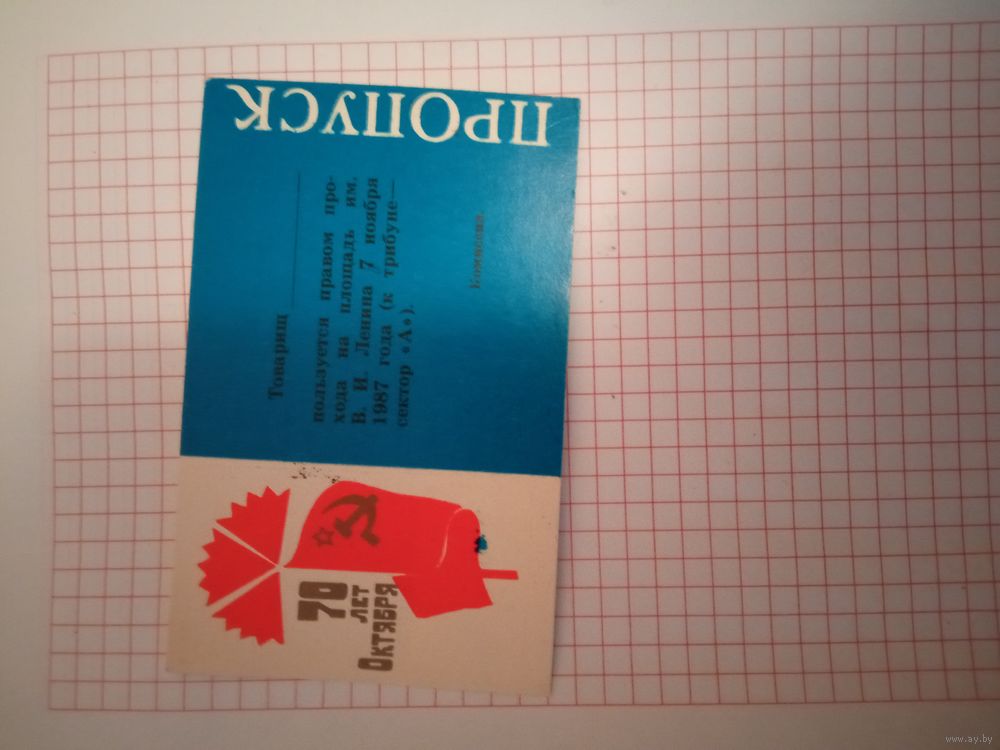 ПРОПУСК
Товарищ
пользуется правом про-
хода на площадь им.
В. И. Ленина 7 ноября
1987 года (к трибуне—
сектор «А»).
Комиссия.
70
ЛЕТ
ОКТЯБРЯ
www.ay.by